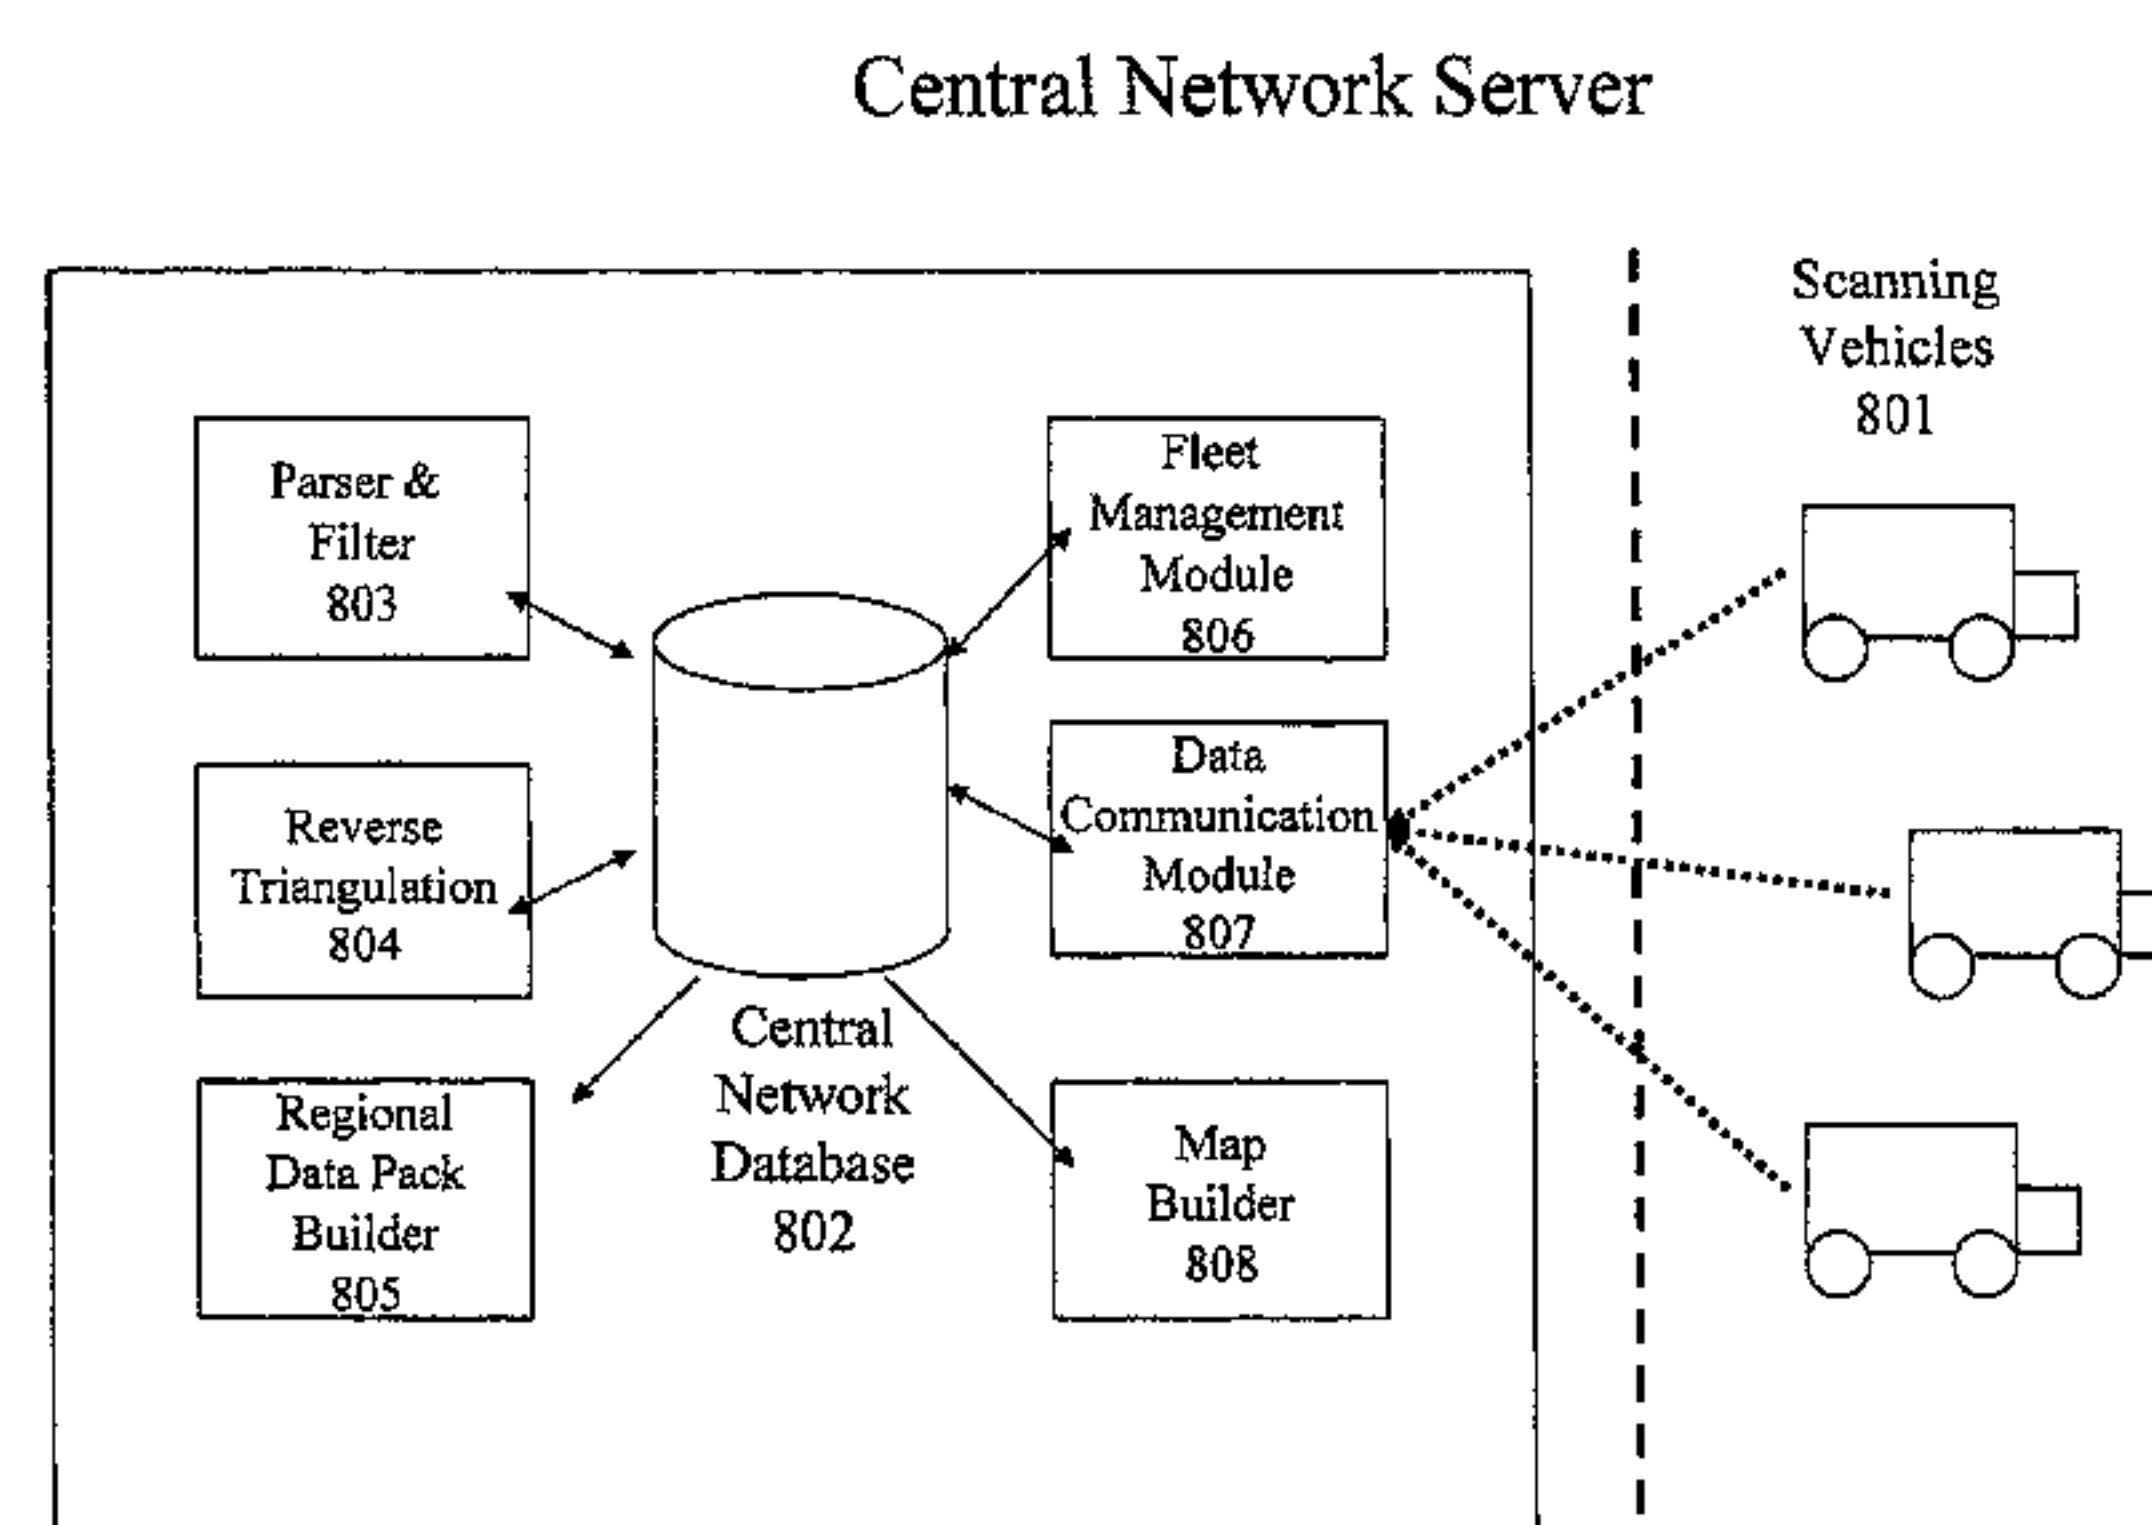 Central Network Server
Scanning
Vehicles
801
Parser &
Filter
803
Fleet
Management
Module
806
Reverse
Triangulation
804
Data
Communication
Module
807
Central
Network
Database
802
Regional
Data Pack
Builder
805
Map
Builder
808